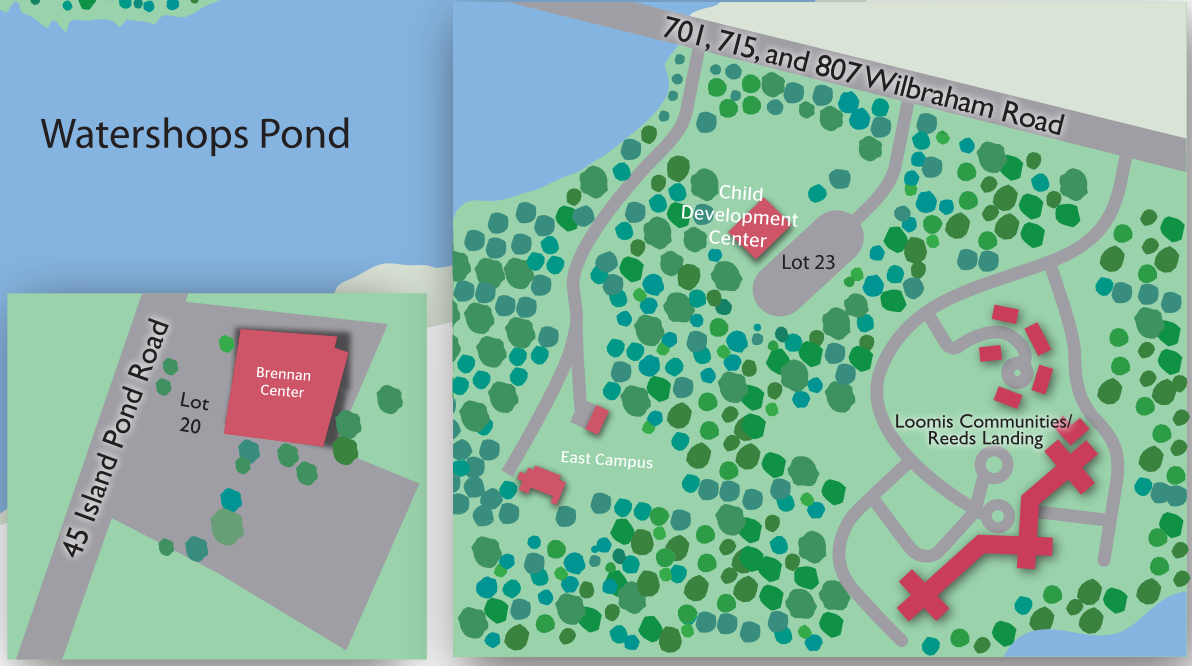 701, 715, and 807 Wilbraham Road
Watershops Pond
Child
Development
Center
Lot 23
45 Island Pond Road
Brennan
Center
Lot
20
Loomis Communities/
Reeds Landing
East Campus